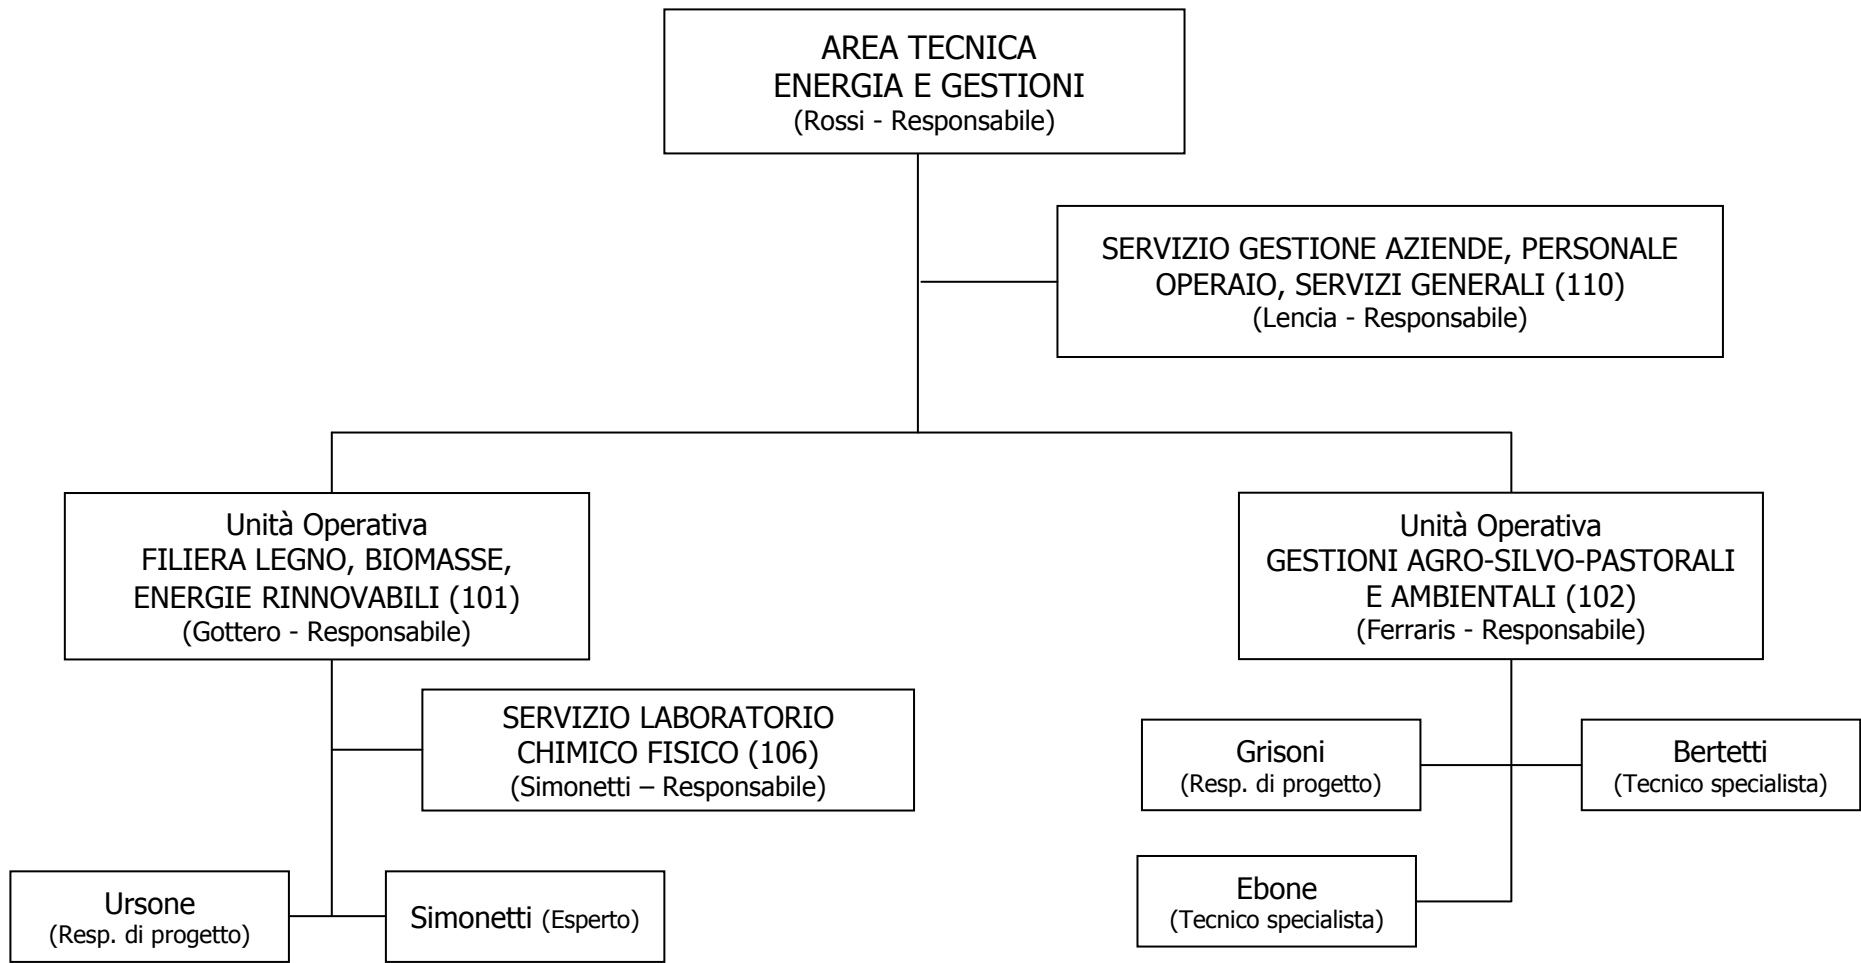 AREA TECNICA
ENERGIA E GESTIONI
(Rossi - Responsabile)
SERVIZIO GESTIONE AZIENDE, PERSONALE
OPERAIO, SERVIZI GENERALI (110)
(Lencia - Responsabile)
Unità Operativa
FILIERA LEGNO, BIOMASSE,
ENERGIE RINNOVABILI (101)
(Gottero - Responsabile)
Unità Operativa
GESTIONI AGRO-SILVO-PASTORALI
E AMBIENTALI (102)
(Ferraris - Responsabile)
SERVIZIO LABORATORIO
CHIMICO FISICO (106)
(Simonetti – Responsabile)
Grisoni
(Resp. di progetto)
Bertetti
(Tecnico specialista)
Ursone
(Resp. di progetto)
Simonetti (Esperto)
Ebone
(Tecnico specialista)